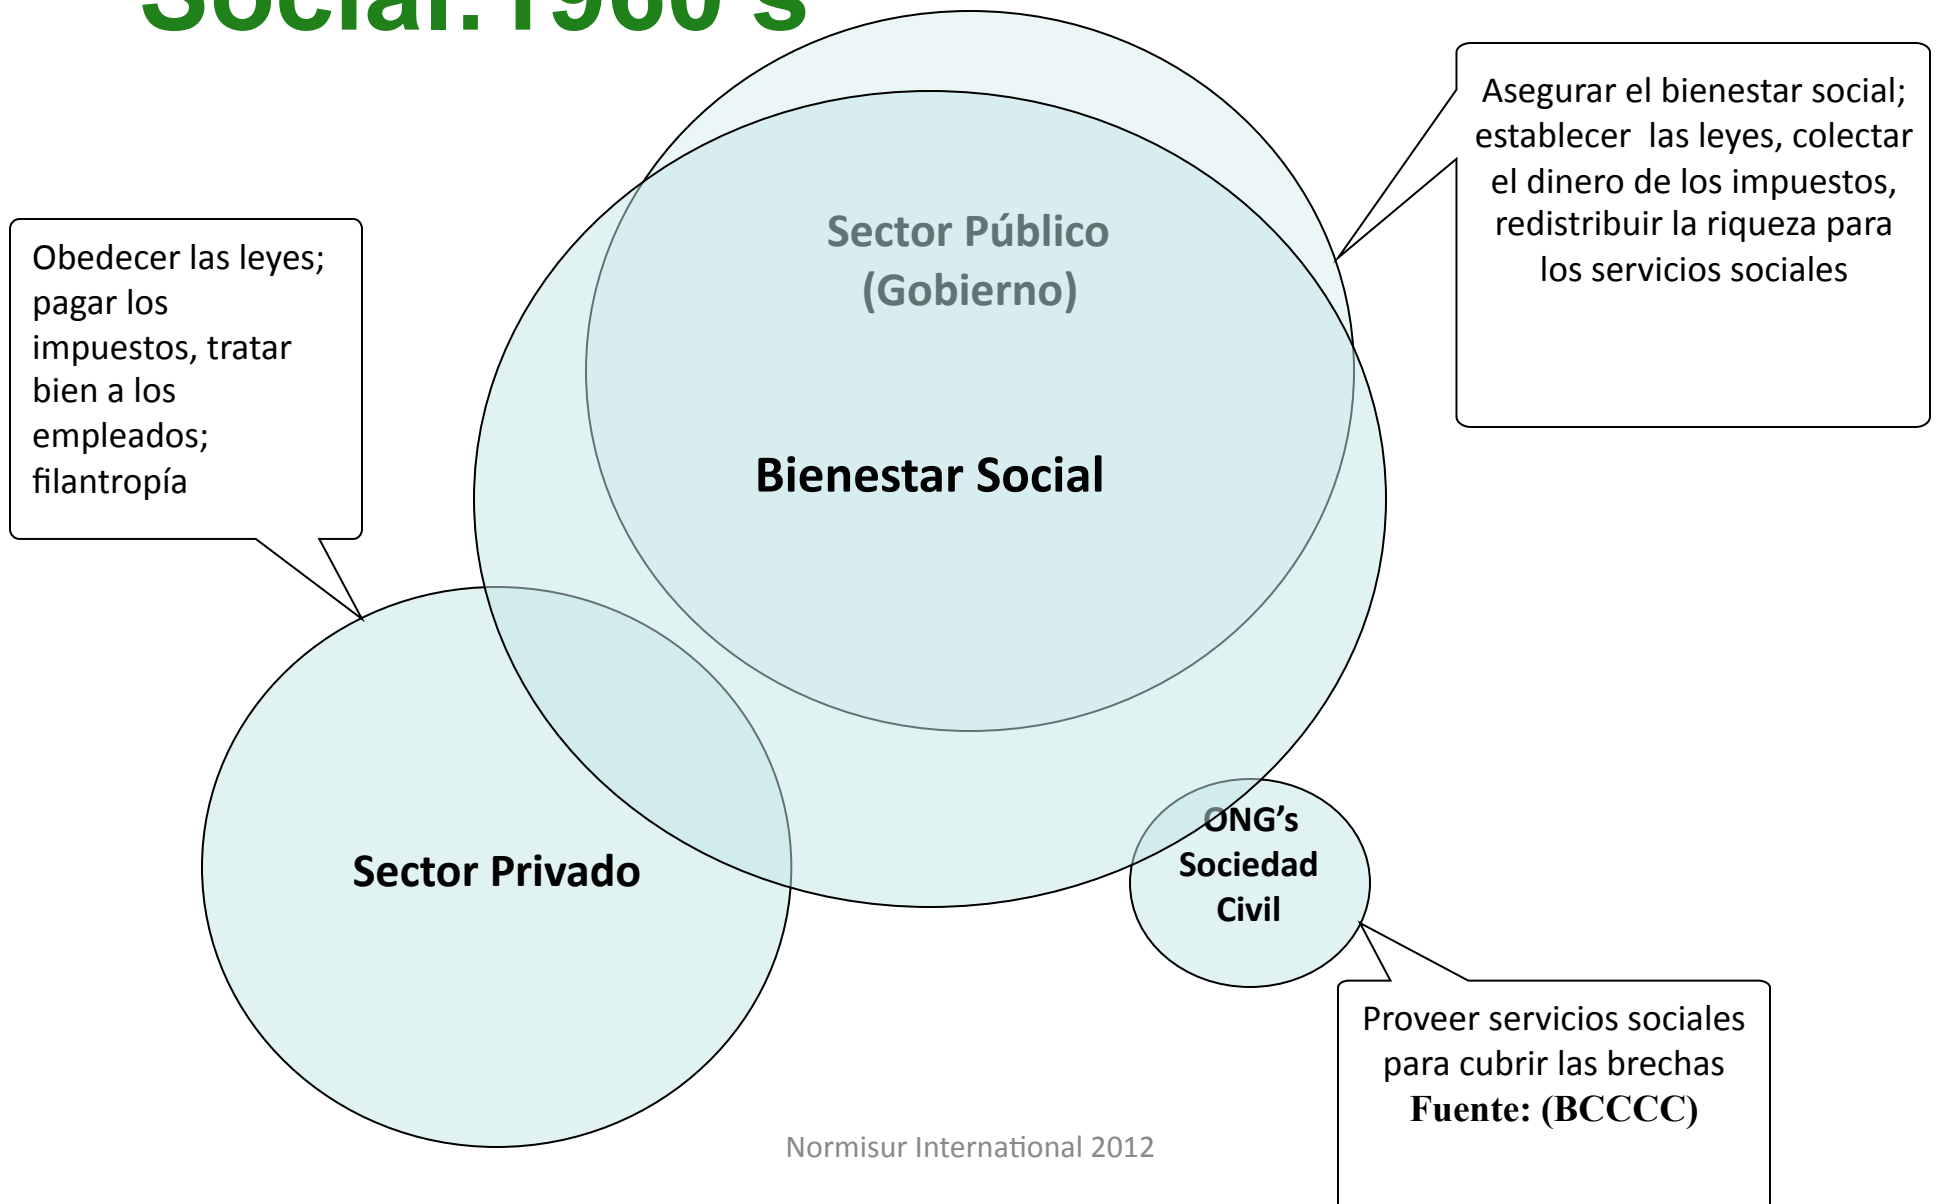 Social: 1960's
Asegurar el bienestar social;
establecer las leyes, colectar
el dinero de los impuestos,
redistribuir la riqueza para
los servicios sociales
Sector Público
(Gobierno)
Obedecer las leyes;
pagar los
impuestos, tratar
bien a los
empleados;
filantropía
Bienestar Social
Sector Privado
ONG’s
Sociedad
Civil
Proveer servicios sociales
para cubrir las brechas
Fuente: (BCCCC)
Normisur International 2012